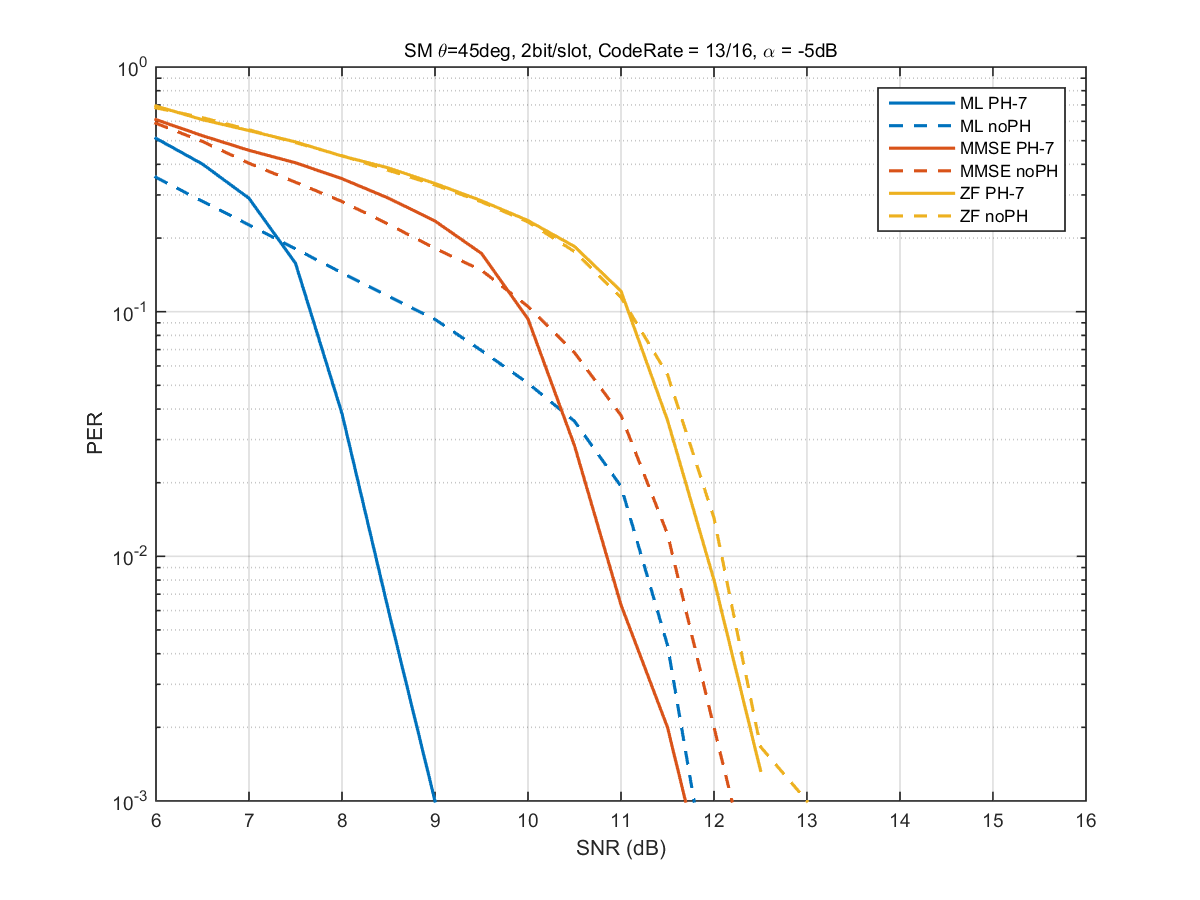 SM θ=45deg, 2bit/slot, CodeRate = 13/16, α = -5dB
10^0
ML PH-7
ML noPH
MMSE PH-7
MMSE noPH
ZF PH-7
ZF noPH
10^-1
PER
10^-2
10^-3
6 7 8 9 10 11 12 13 14 15 16
SNR (dB)